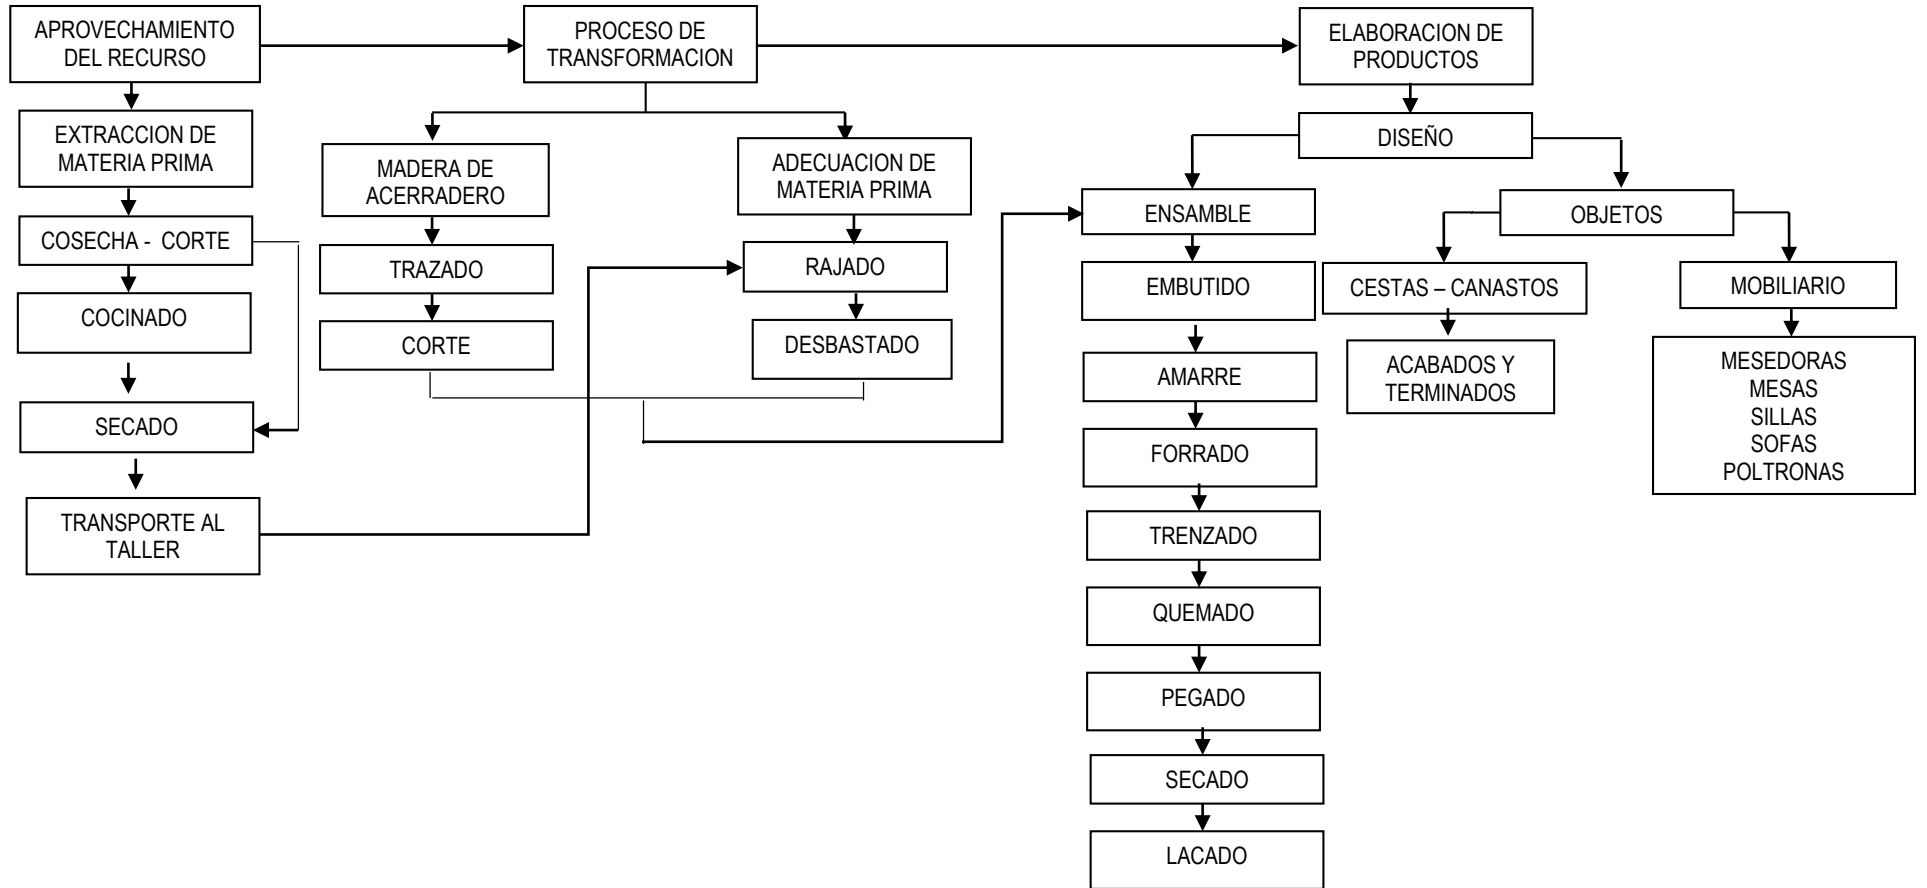 APROVECHAMIENTO
DEL RECURSO
PROCESO DE
TRANSFORMACION
ELABORACION DE
PRODUCTOS
EXTRACCION DE
MATERIA PRIMA
COSECHA - CORTE
COCINADO
SECADO
TRANSPORTE AL
TALLER
MADERA DE
ACERRADERO
TRAZADO
CORTE
ADECUACION DE
MATERIA PRIMA
RAJADO
DESBASTADO
DISEÑO
ENSAMBLE
EMBUTIDO
AMARRE
FORRADO
TRENZADO
QUEMADO
PEGADO
SECADO
LACADO
OBJETOS
CESTAS – CANASTOS
ACABADOS Y
TERMINADOS
MOBILIARIO
MESEDORAS
MESAS
SILLAS
SOFAS
POLTRONAS